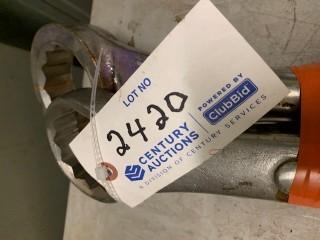 LOT NO
2420
CENTURY
AUCTIONS
A DIVISION OF CENTURY SERVICES
POWERED BY
ClubBid